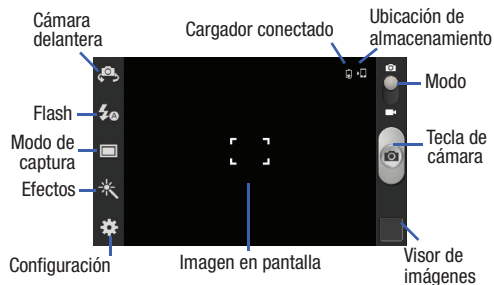 Cámara
delantera
Cargador conectado
Ubicación de
almacenamiento
Modo
Flash
Modo de
captura
Tecla de
cámara
Efectos
Configuración
Imagen en pantalla
Visor de
imágenes